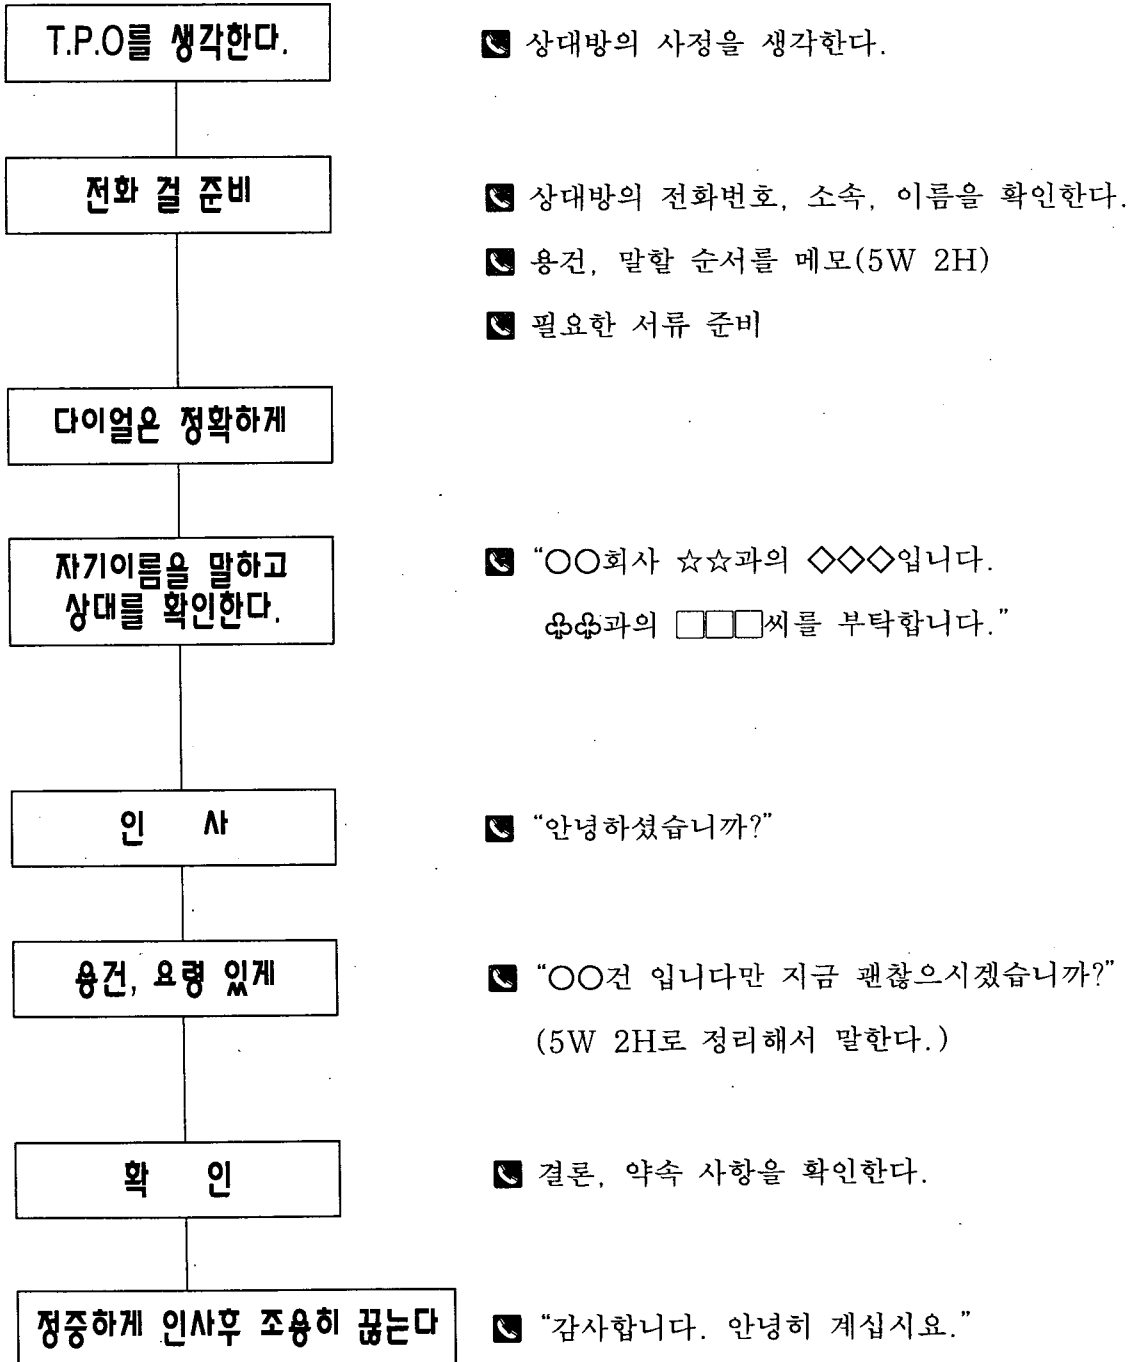 T.P.O를 생각한다.
상대방의 사정을 생각한다.
전화 걸 준비
상대방의 전화번호, 소속, 이름을 확인한다.
용건, 말할 순서를 메모(5W 2H)
필요한 서류 준비
다이얼은 정확하게
자기이름을 말하고
상대를 확인한다.
“○○회사 ☆☆과의 ◇◇◇입니다.
♧♧과의 □□□씨를 부탁합니다.”
인 사
“안녕하셨습니까?”
용건, 요령 있게
“○○건 입니다만 지금 괜찮으시겠습니까?”
(5W 2H로 정리해서 말한다.)
확 인
결론, 약속 사항을 확인한다.
정중하게 인사후 조용히 끊는다
“감사합니다. 안녕히 계십시요.”